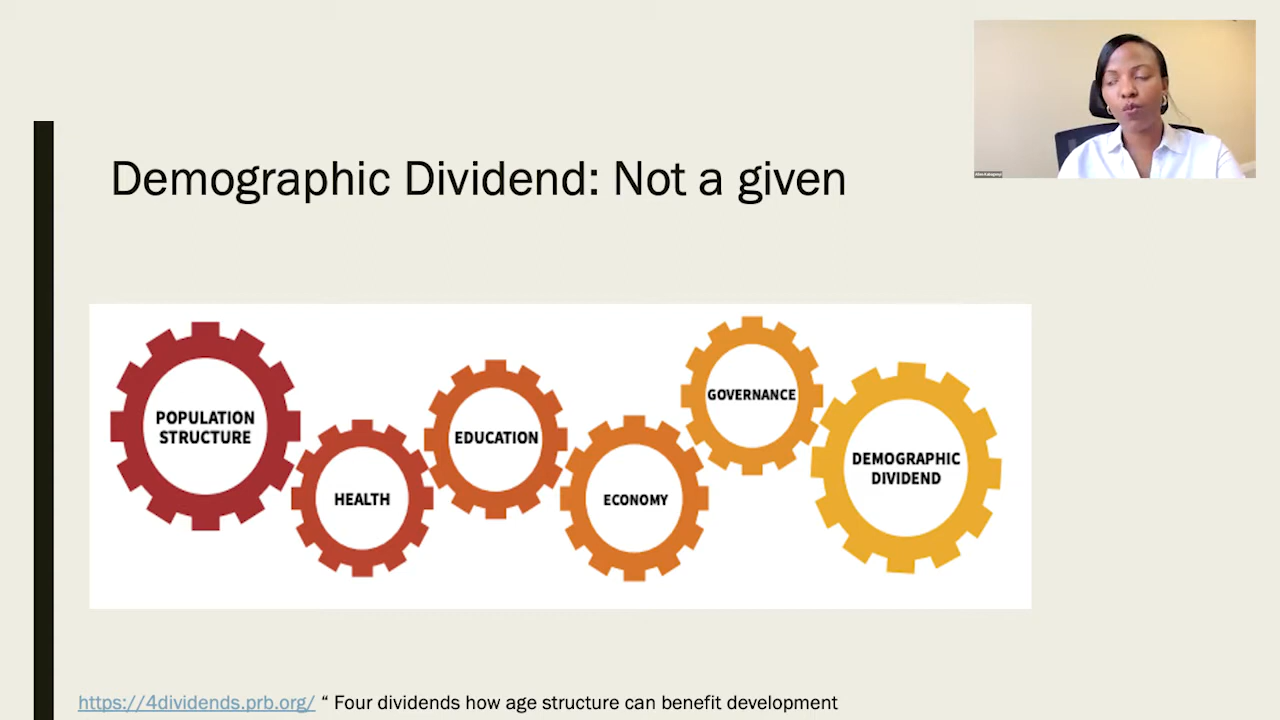 Demographic Dividend: Not a given
POPULATION
STRUCTURE
HEALTH
EDUCATION
ECONOMY
GOVERNANCE
DEMOGRAPHIC
DIVIDEND
https://4dividends.prb.org/ “ Four dividends how age structure can benefit development